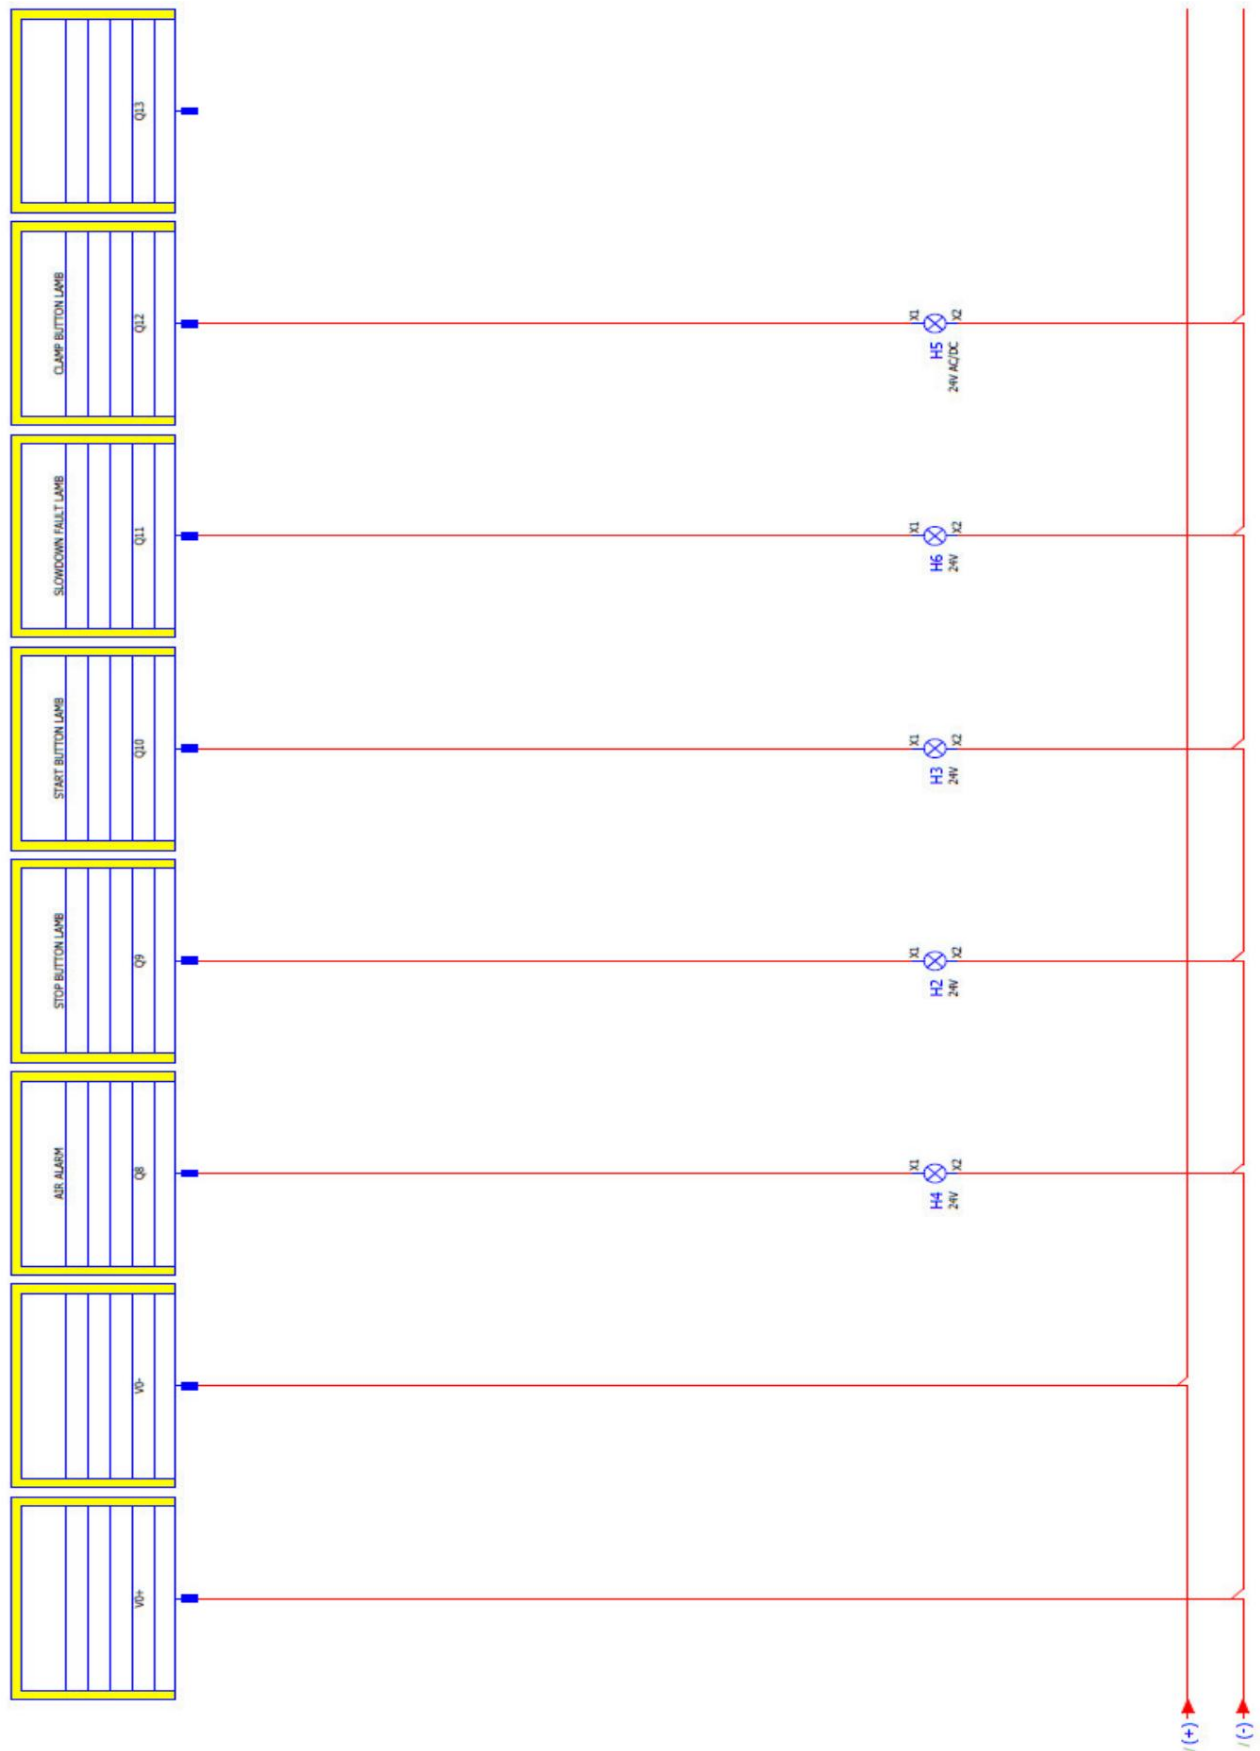 AIR ALARM
STOP BUTTON LAMB
START BUTTON LAMB
SLOWDOWN FAULT LAMB
CLAMP BUTTON LAMB
V0+
V0-
Q8
Q9
Q10
Q11
Q12
Q13
X1
H4
24V
X2
X1
H2
24V
X2
X1
H3
24V
X2
X1
H6
24V
X2
X1
H5
24V AC/DC
X2
/ (+)
/ (-)